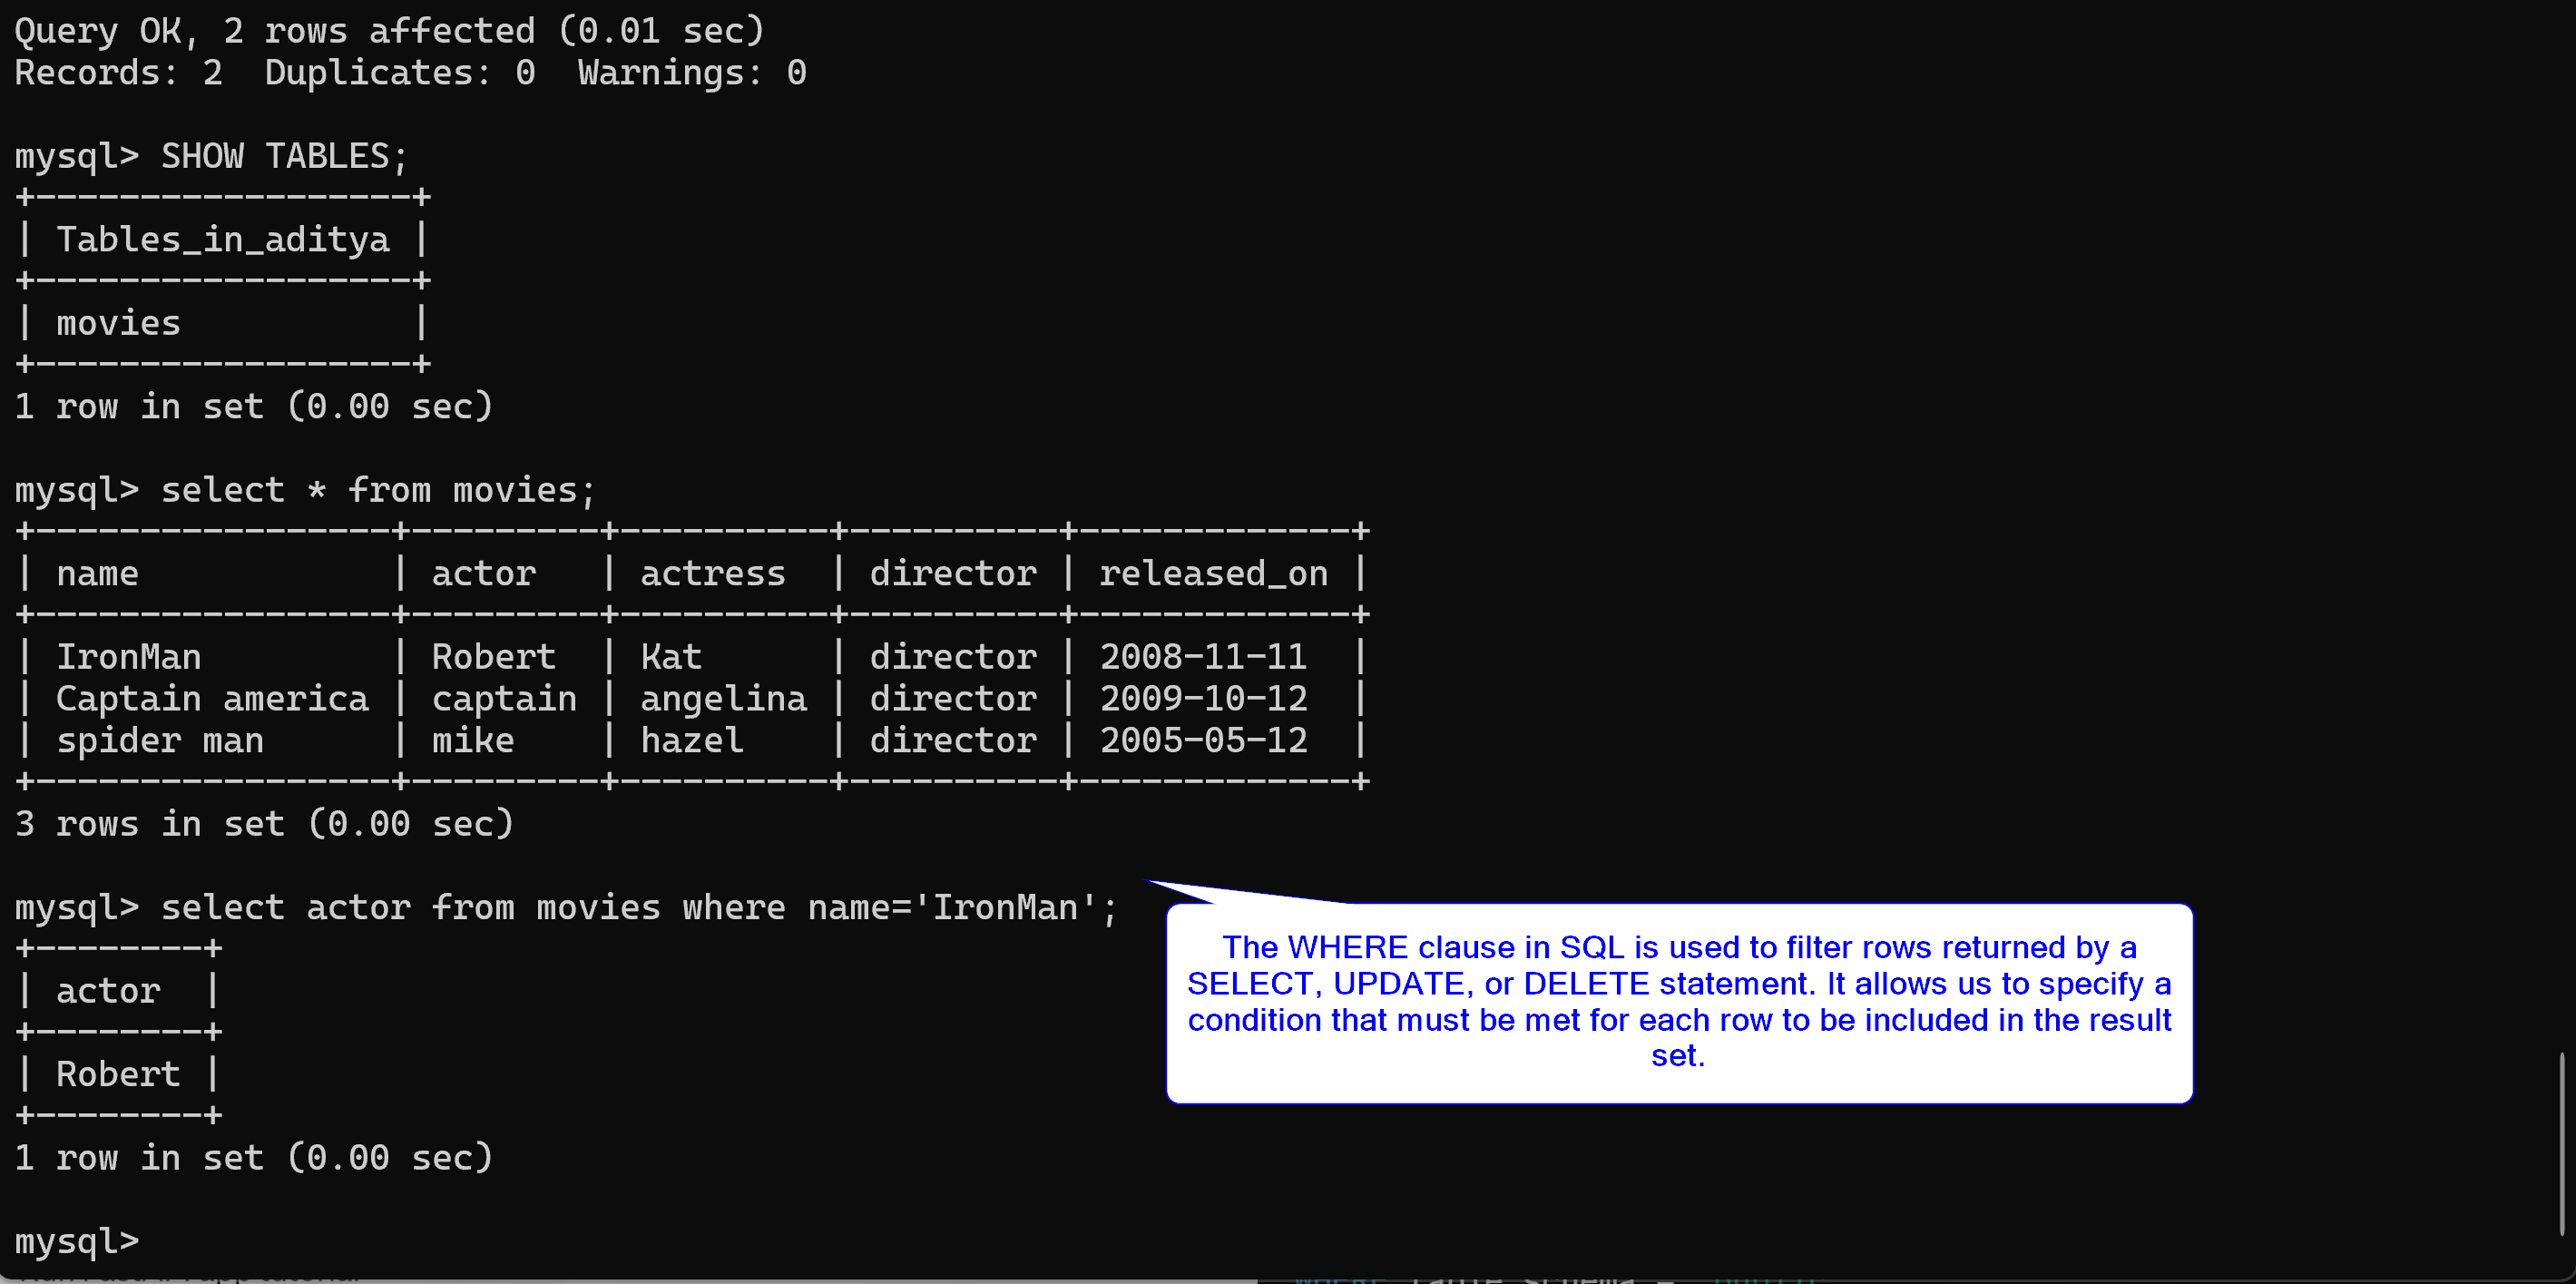 Query OK, 2 rows affected (0.01 sec)
Records: 2  Duplicates: 0  Warnings: 0
mysql> SHOW TABLES;
+------------------+
| Tables_in_aditya |
+------------------+
| movies           |
+------------------+
1 row in set (0.00 sec)
mysql> select * from movies;
+-----------------+---------+----------+----------+-------------+
| name            | actor   | actress  | director | released_on |
+-----------------+---------+----------+----------+-------------+
| IronMan         | Robert  | Kat      | director | 2008-11-11  |
| Captain america | captain | angelina | director | 2009-10-12  |
| spider man      | mike    | hazel    | director | 2005-05-12  |
+-----------------+---------+----------+----------+-------------+
3 rows in set (0.00 sec)
mysql> select actor from movies where name='IronMan';
+--------+
| actor  |
+--------+
| Robert |
+--------+
1 row in set (0.00 sec)
mysql>
The WHERE clause in SQL is used to filter rows returned by a
SELECT, UPDATE, or DELETE statement. It allows us to specify a
condition that must be met for each row to be included in the result
set.